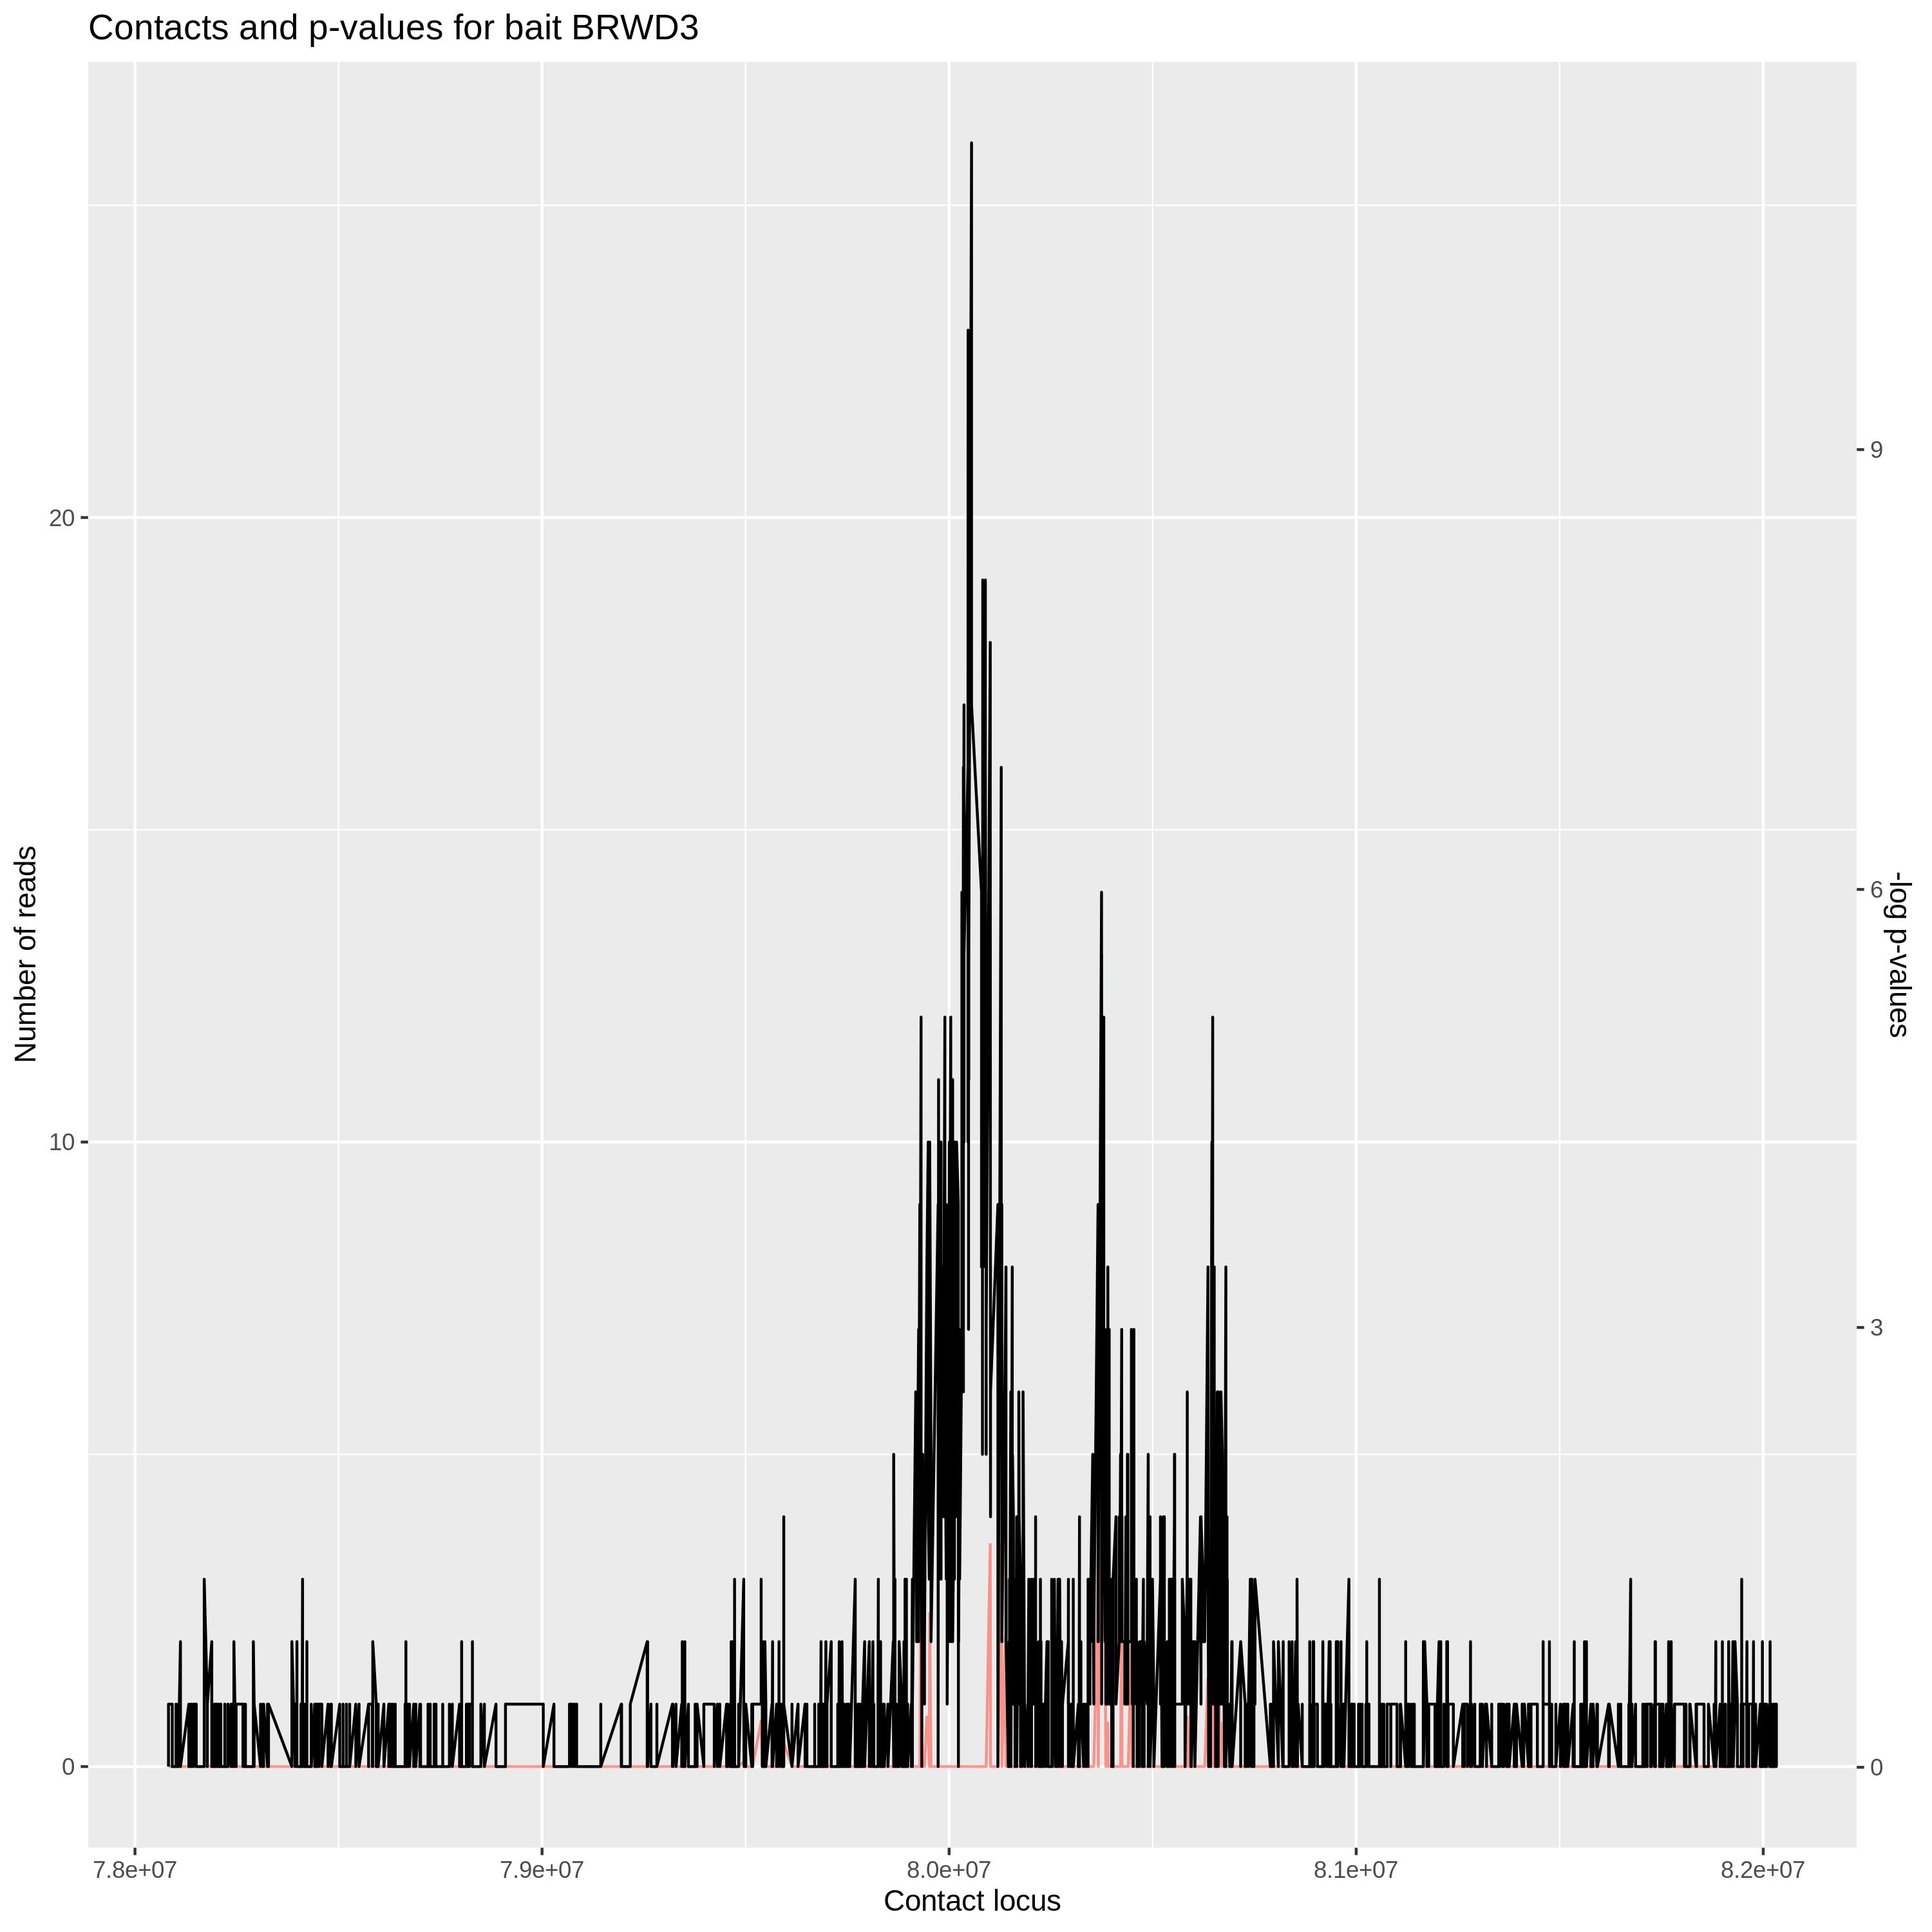 Contacts and p-values for bait BRWD3
Number of reads
20
10
0
9
6
3
0
-log p-values
7.8e+07
7.9e+07
8.0e+07
8.1e+07
8.2e+07
Contact locus